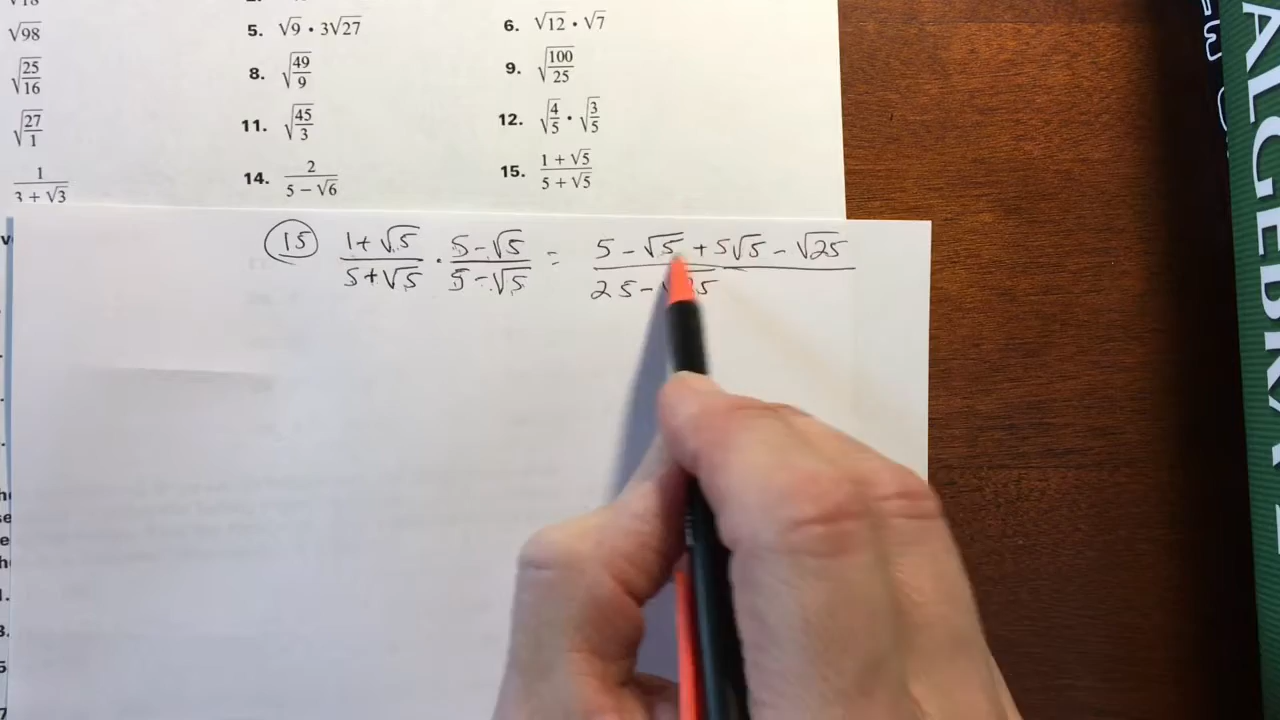 √18
√98 5. √9 · 3√27 6. √12 · √7
√(25/16) 8. √(49/9) 9. √(100/25)
√(27/1) 11. √(45/3) 12. √(4/5) · √(3/5)
1/(3 + √3) 14. 2/(5 − √6) 15. (1 + √5)/(5 + √5)
(15) (1+√5)/(5+√5) · (5-√5)/(5-√5) = (5 - √5 + 5√5 - √25)/(25 - √25)
ALGEBRA